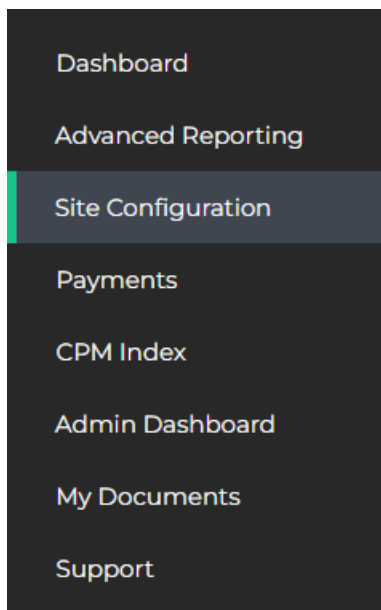 Dashboard
Advanced Reporting
Site Configuration
Payments
CPM Index
Admin Dashboard
My Documents
Support